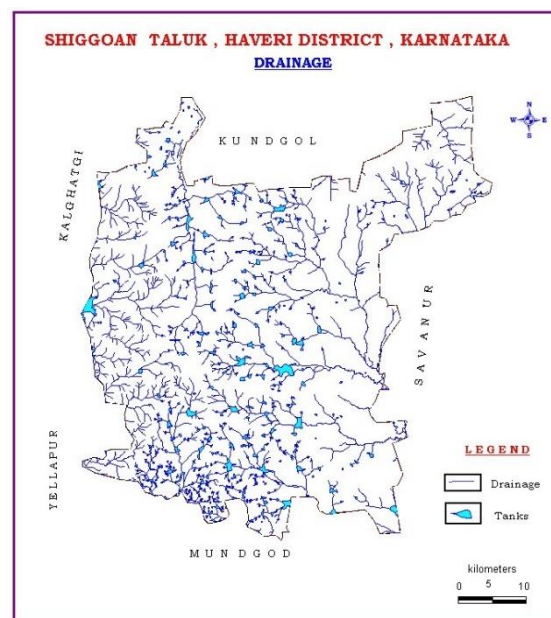 SHIGGOAN TALUK , HAVERI DISTRICT , KARNATAKA
DRAINAGE
N
W E
S
KUNDGOL
KALGHATGI
SAVANUR
YELLAPUR
MUNDGOD
LEGEND
Drainage
Tanks
kilometers
0 5 10